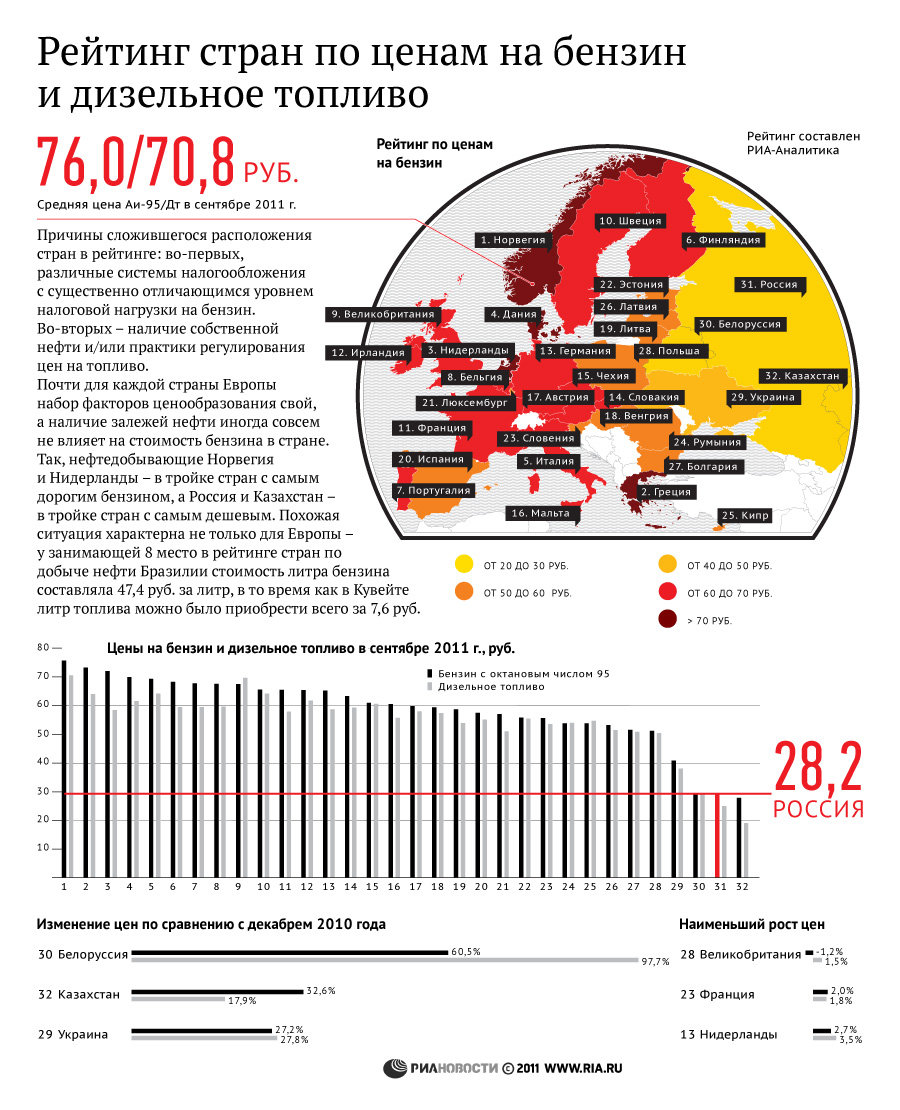 Рейтинг стран по ценам на бензин
и дизельное топливо
76,0/70,8 РУБ.
Средняя цена Аи-95/Дт в сентябре 2011 г.
Причины сложившегося расположения
стран в рейтинге: во-первых,
различные системы налогообложения
с существенно отличающимся уровнем
налоговой нагрузки на бензин.
Во-вторых – наличие собственной
нефти и/или практики регулирования
цен на топливо.
Почти для каждой страны Европы
набор факторов ценообразования свой,
а наличие залежей нефти иногда совсем
не влияет на стоимость бензина в стране.
Так, нефтедобывающие Норвегия
и Нидерланды – в тройке стран с самым
дорогим бензином, а Россия и Казахстан –
в тройке стран с самым дешевым. Похожая
ситуация характерна не только для Европы –
у занимающей 8 место в рейтинге стран по
добыче нефти Бразилии стоимость литра бензина
составляла 47,4 руб. за литр, в то время как в Кувейте
литр топлива можно было приобрести всего за 7,6 руб.
Рейтинг по ценам
на бензин
Рейтинг составлен
РИА-Аналитика
10. Швеция
1. Норвегия
6. Финляндия
22. Эстония
31. Россия
26. Латвия
9. Великобритания
4. Дания
19. Литва
30. Белоруссия
12. Ирландия
3. Нидерланды
13. Германия
28. Польша
8. Бельгия
15. Чехия
32. Казахстан
21. Люксембург
17. Австрия
14. Словакия
29. Украина
18. Венгрия
11. Франция
23. Словения
24. Румыния
20. Испания
5. Италия
27. Болгария
7. Португалия
2. Греция
16. Мальта
25. Кипр
ОТ 20 ДО 30 РУБ.
ОТ 40 ДО 50 РУБ.
ОТ 50 ДО 60 РУБ.
ОТ 60 ДО 70 РУБ.
> 70 РУБ.
Цены на бензин и дизельное топливо в сентябре 2011 г., руб.
Бензин с октановым числом 95
Дизельное топливо
80
70
60
50
40
30
20
10
1 2 3 4 5 6 7 8 9 10 11 12 13 14 15 16 17 18 19 20 21 22 23 24 25 26 27 28 29 30 31 32
28,2
РОССИЯ
Изменение цен по сравнению с декабрем 2010 года
30 Белоруссия 60,5%
97,7%
32 Казахстан 32,6%
17,9%
29 Украина 27,2%
27,8%
Наименьший рост цен
28 Великобритания -1,2%
1,5%
23 Франция 2,0%
1,8%
13 Нидерланды 2,7%
3,5%
РИАНОВОСТИ © 2011 WWW.RIA.RU